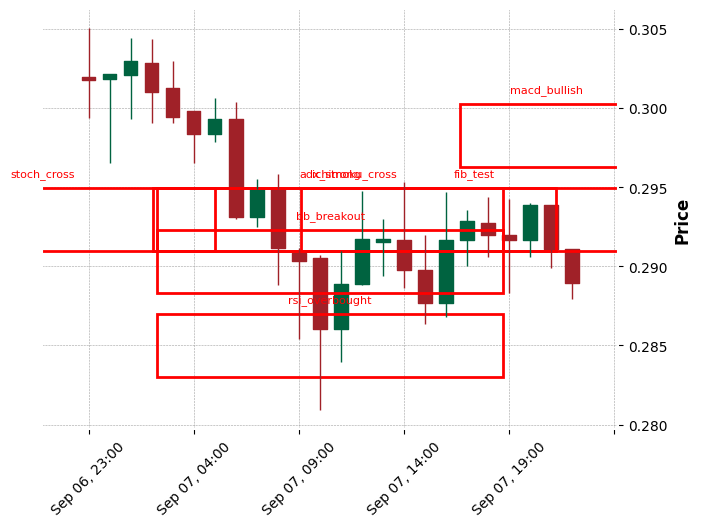 0.305
macd_bullish
0.300
stoch_cross
ichimoku_cross
fib_test
0.295
bb_breakout
Price
0.290
rsi_overbought
0.285
0.280
Sep 06, 23:00
Sep 07, 04:00
Sep 07, 09:00
Sep 07, 14:00
Sep 07, 19:00